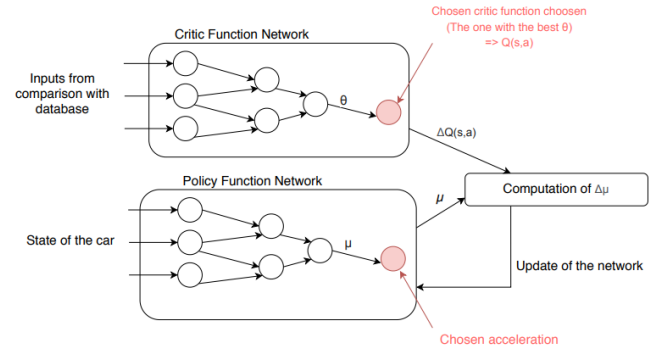 Chosen critic function choosen
(The one with the best θ)
=> Q(s,a)
Critic Function Network
Inputs from
comparison with
database
θ
ΔQ(s,a)
Policy Function Network
Computation of Δμ
μ
State of the car
μ
Update of the network
Chosen acceleration